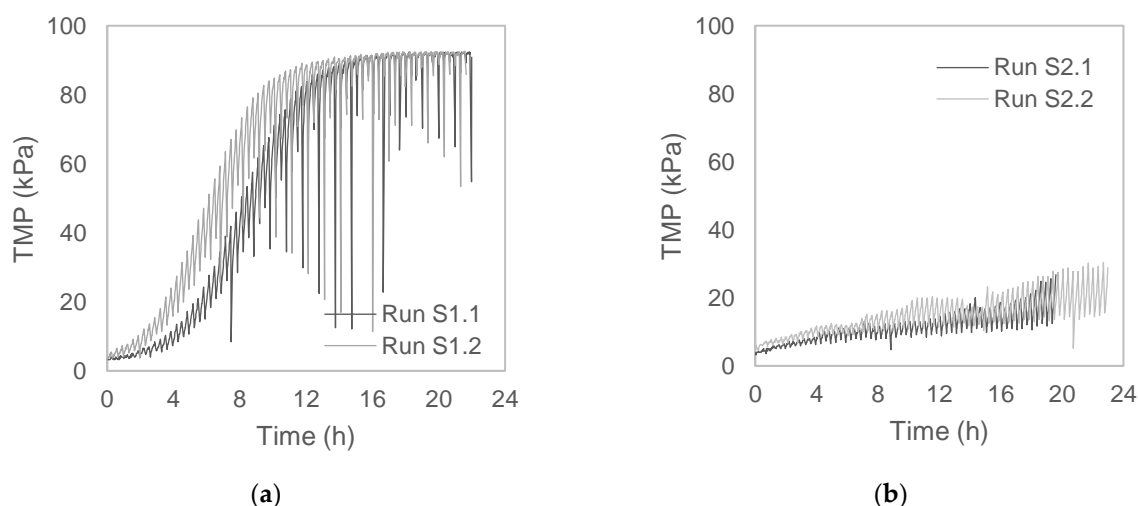 100
80
60
40
20
0
TMP (kPa)
Run S1.1
Run S1.2
0 4 8 12 16 20 24
Time (h)
(a)
100
80
60
40
20
0
TMP (kPa)
Run S2.1
Run S2.2
0 4 8 12 16 20 24
Time (h)
(b)